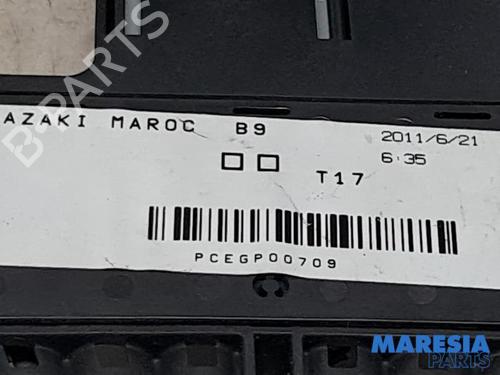 AZAKI MAROC B9
2011/6/21
6:35
T17
PCEGP00709
B-PARTS
MARESIA
PARTS